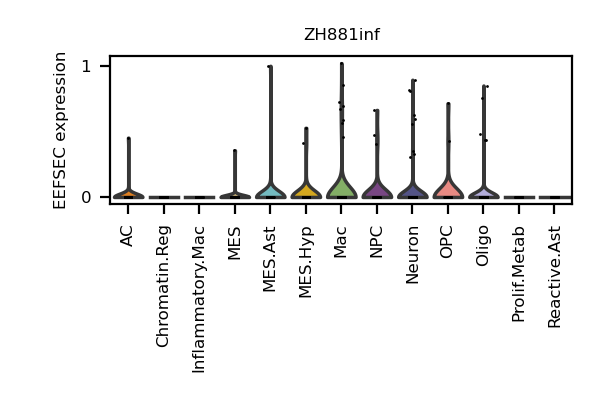 ZH881inf
EEFSEC expression
1
0
AC
Chromatin.Reg
Inflammatory.Mac
MES
MES.Ast
MES.Hyp
Mac
NPC
Neuron
OPC
Oligo
Prolif.Metab
Reactive.Ast